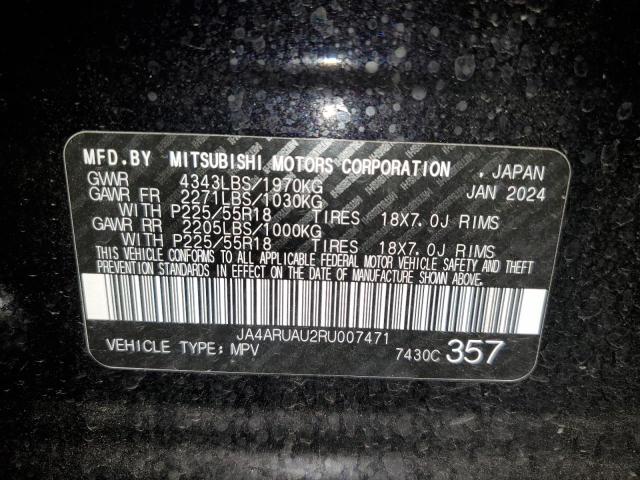 MFD.BY MITSUBISHI MOTORS CORPORATION . JAPAN
GWWR 4343LBS/1970KG JAN 2024
GAWR FR 2271LBS/1030KG
WITH P225/55R18 TIRES 18X7.0J RIMS
GAWR RR 2205LBS/1000KG
WITH P225/55R18 TIRES 18X7.0J RIMS
THIS VEHICLE CONFORMS TO ALL APPLICABLE FEDERAL MOTOR VEHICLE SAFETY AND THEFT
PREVENTION STANDARDS IN EFFECT ON THE DATE OF MANUFACTURE SHOWN ABOVE.
JA4ARUAU2RU007471
VEHICLE TYPE: MPV 7430C 357